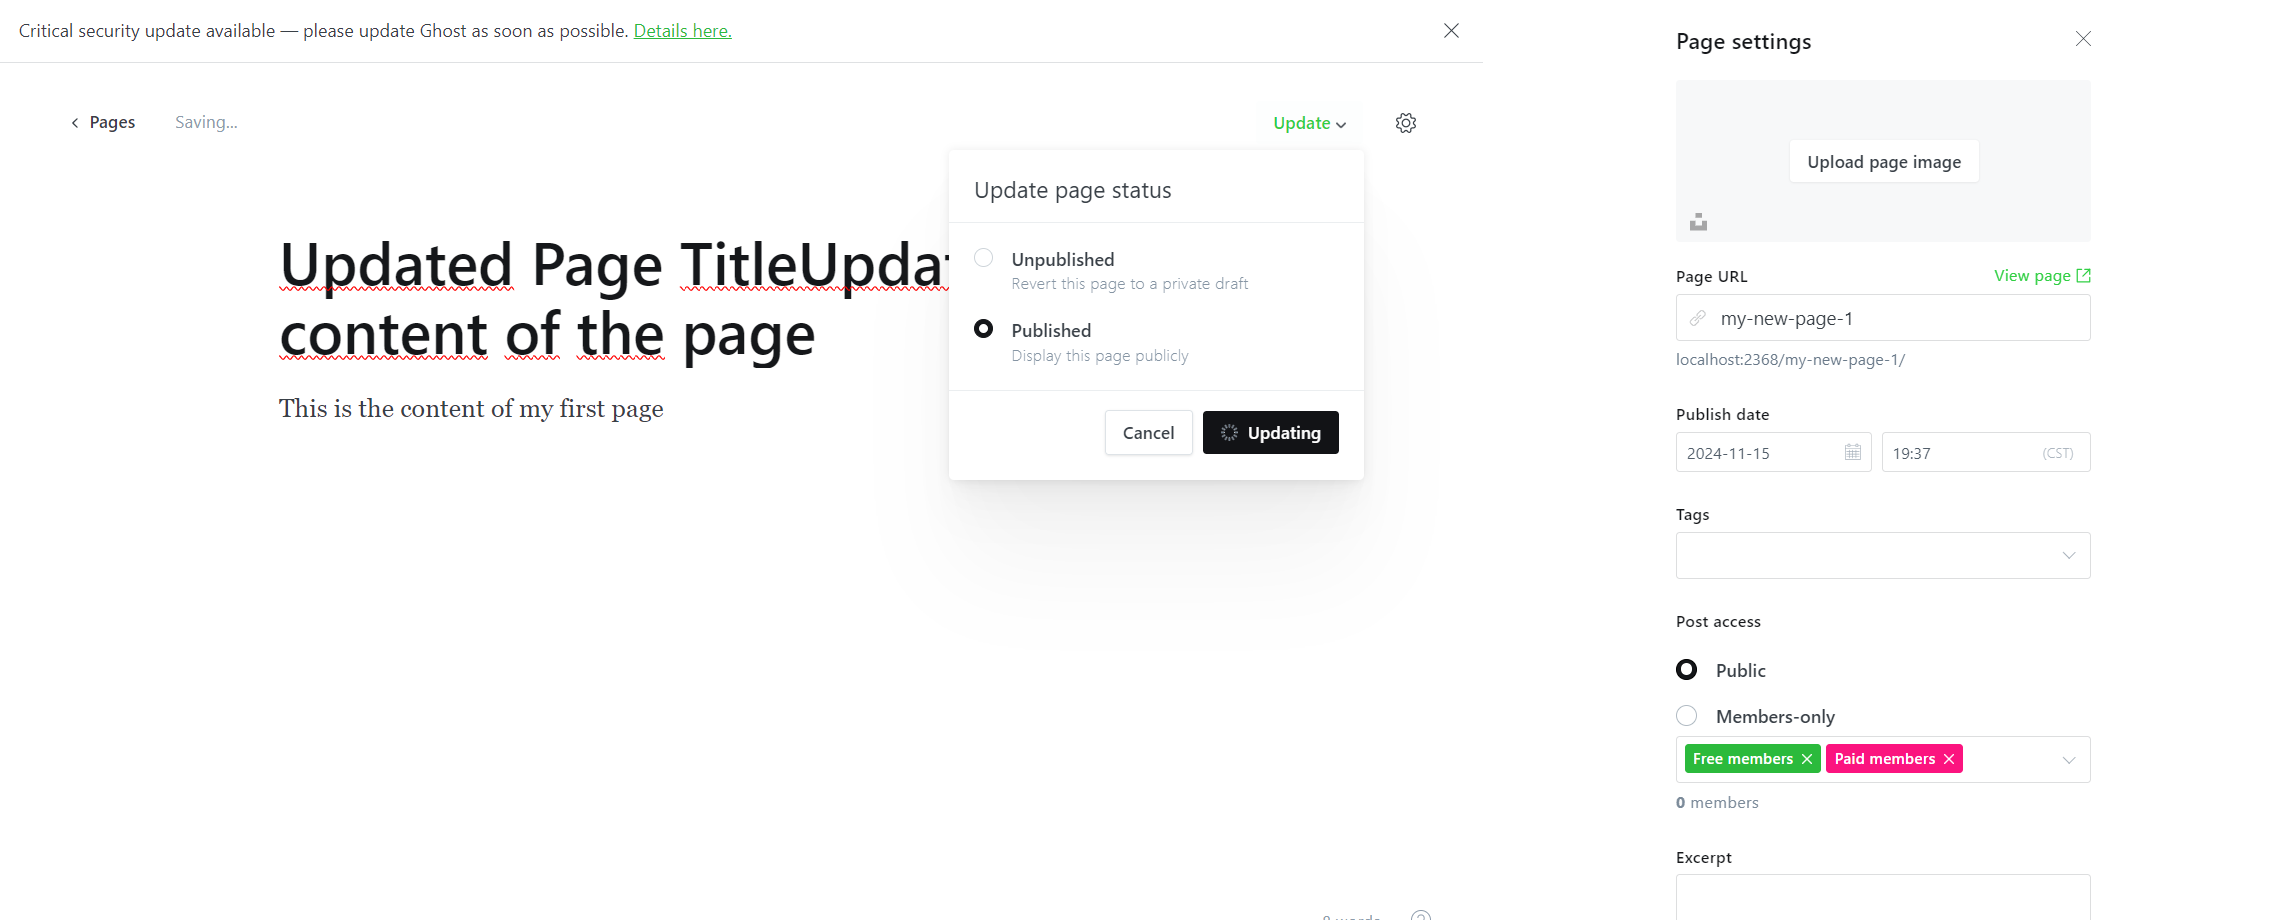 Critical security update available — please update Ghost as soon as possible. Details here.
Pages
Saving...
Update
Update page status
Unpublished
Revert this page to a private draft
Published
Display this page publicly
Cancel
Updating
Updated Page
content of the page
This is the content of my first page
Page settings
Upload page image
Page URL
View page
my-new-page-1
localhost:2368/my-new-page-1/
Publish date
2024-11-15
19:37
(CST)
Tags
Post access
Public
Members-only
Free members
Paid members
0 members
Excerpt